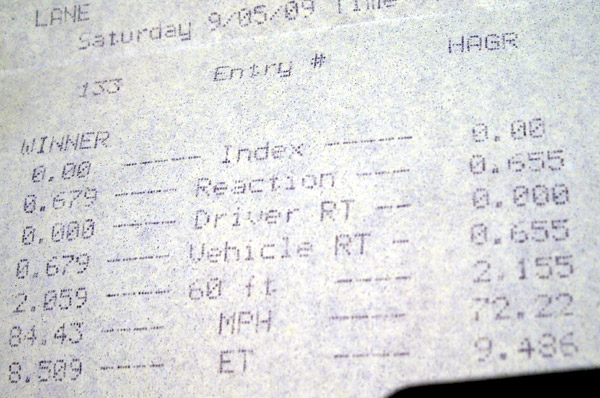 LANE
Saturday 9/05/09 Time
133 Entry # HAGR
WINNER
0.00 ----- Index ----- 0.00
0.679 ---- Reaction --- 0.655
0.000 ---- Driver RT -- 0.000
0.679 ---- Vehicle RT - 0.655
2.059 ---- 60 ft ---- 2.155
84.43 ---- MPH ---- 72.22
8.509 ---- ET ---- 9.486